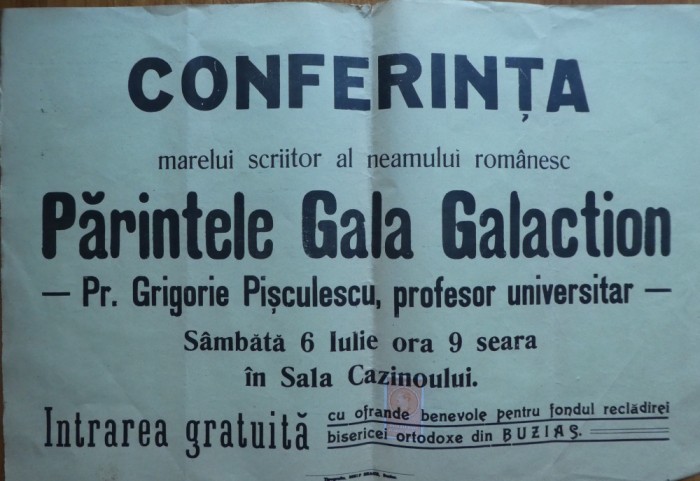 CONFERINȚA
marelui scriitor al neamului românesc
Părintele Gala Galaction
— Pr. Grigorie Pișculescu, profesor universitar —
Sâmbătă 6 Iulie ora 9 seara
în Sala Cazinoului.
Intrarea gratuită
cu ofrande benevole pentru fondul reclădirei
bisericei ortodoxe din BUZIAȘ.